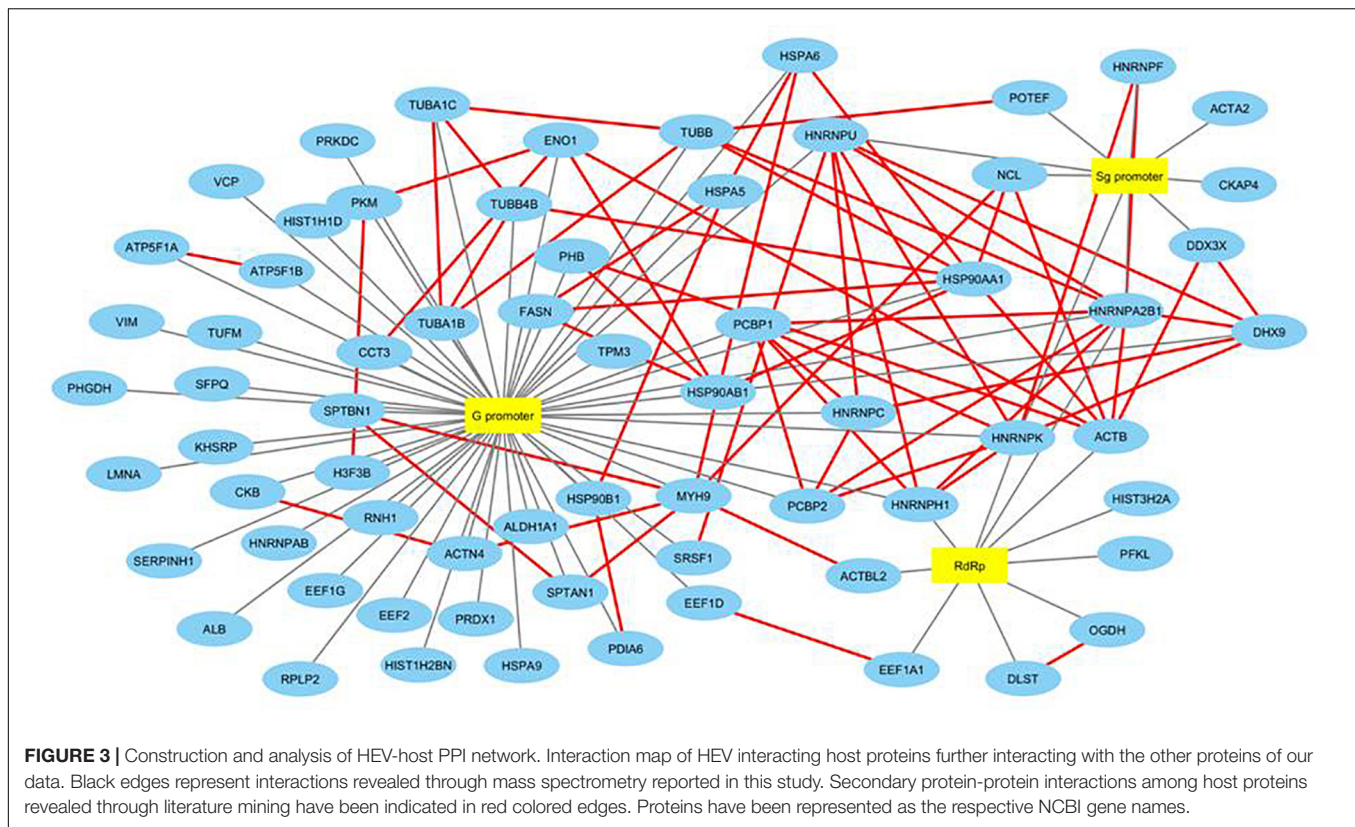 HSPA6
HNRNPF
POTEF
ACTA2
TUBA1C
TUBB
HNRNPU
ENO1
PRKDC
NCL
Sg promoter
CKAP4
VCP
PKM
HSPA5
HIST1H1D
TUBB4B
DDX3X
ATP5F1A
ATP5F1B
PHB
HSP90AA1
VIM
TUFM
TUBA1B
FASN
PCBP1
HNRNPA2B1
DHX9
CCT3
TPM3
PHGDH
SFPQ
HSP90AB1
SPTBN1
G promoter
HNRNPC
HNRNPK
ACTB
KHSRP
LMNA
H3F3B
CKB
HSP90B1
MYH9
PCBP2
HNRNPH1
HIST3H2A
RNH1
ALDH1A1
HNRNPAB
SERPINH1
ACTN4
SRSF1
ACTBL2
RdRp
PFKL
EEF1G
SPTAN1
EEF1D
ALB
EEF2
PRDX1
OGDH
PDIA6
RPLP2
HIST1H2BN
HSPA9
EEF1A1
DLST
FIGURE 3 | Construction and analysis of HEV-host PPI network. Interaction map of HEV interacting host proteins further interacting with the other proteins of our
data. Black edges represent interactions revealed through mass spectrometry reported in this study. Secondary protein-protein interactions among host proteins
revealed through literature mining have been indicated in red colored edges. Proteins have been represented as the respective NCBI gene names.